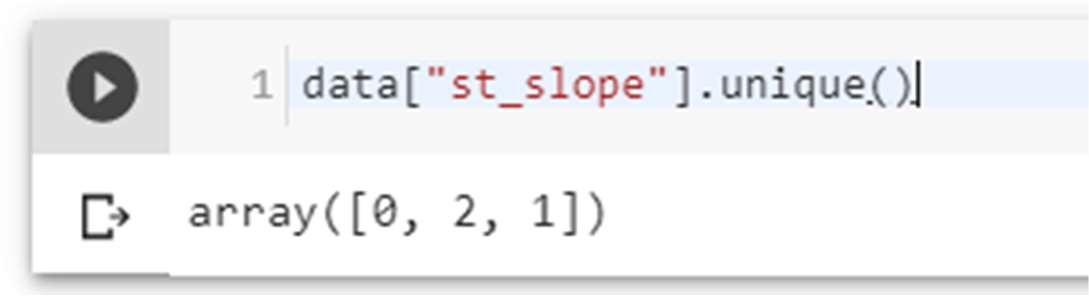 1 data["st_slope"].unique()
array([0, 2, 1])